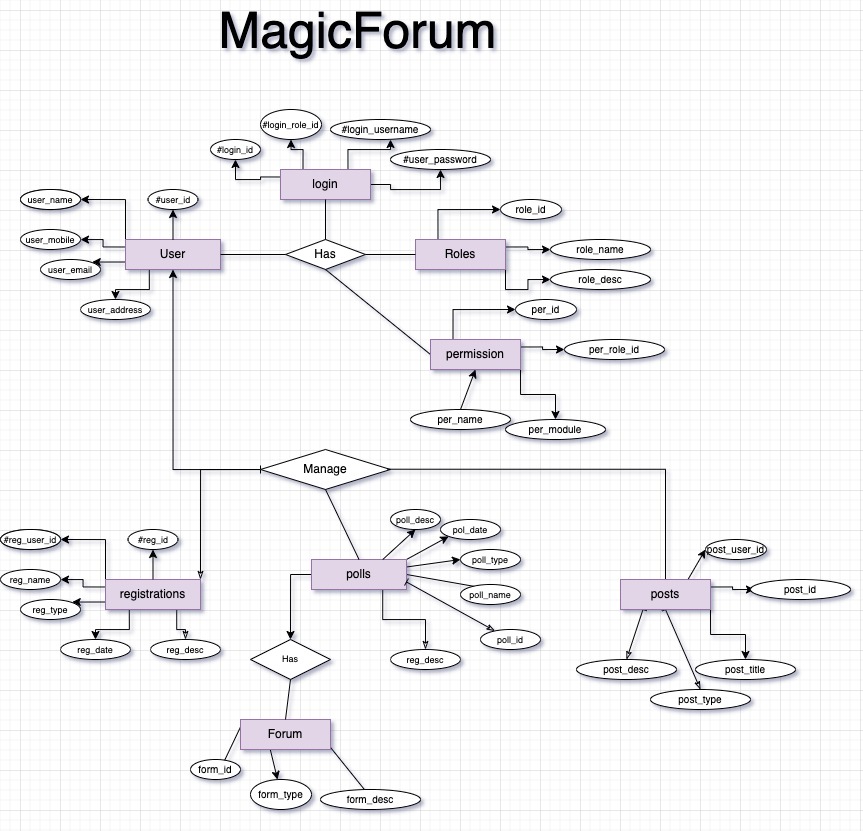 MagicForum
#login_role_id
#login_username
#login_id
#user_password
login
user_name
#user_id
role_id
user_mobile
User
Has
Roles
role_name
user_email
role_desc
user_address
per_id
permission
per_role_id
per_name
per_module
Manage
poll_desc
pol_date
#reg_user_id
#reg_id
post_user_id
poll_type
reg_name
registrations
polls
poll_name
posts
post_id
reg_type
poll_id
reg_date
reg_desc
Has
reg_desc
post_desc
post_title
post_type
Forum
form_id
form_type
form_desc